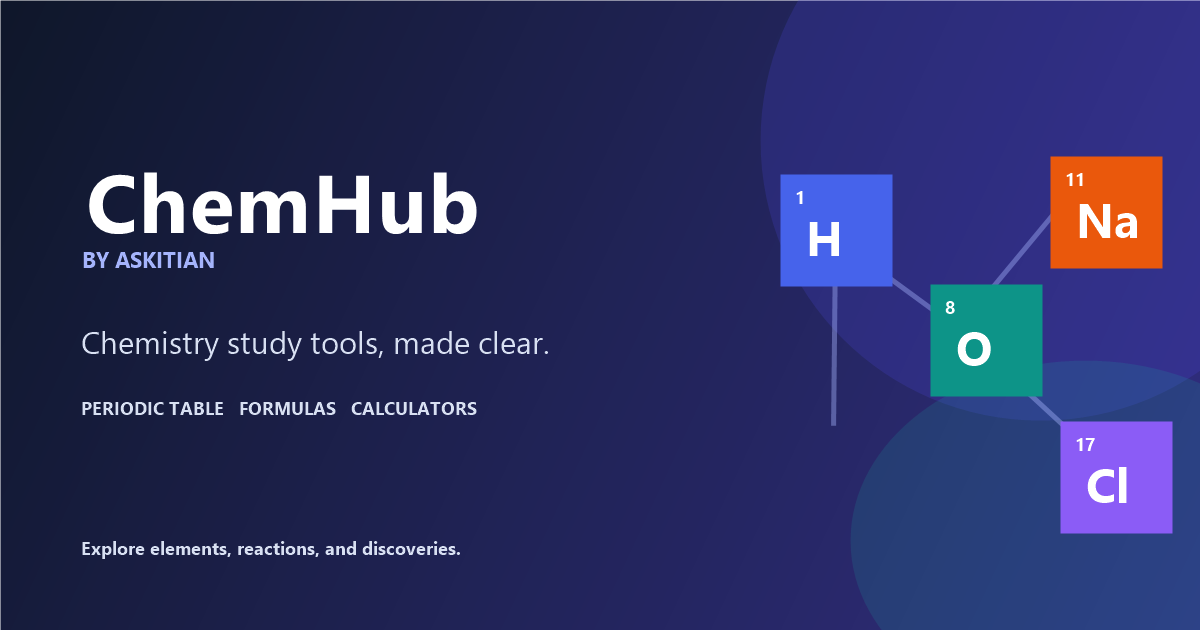 ChemHub
BY ASKITIAN
Chemistry study tools, made clear.
PERIODIC TABLE FORMULAS CALCULATORS
Explore elements, reactions, and discoveries.
1
H
11
Na
8
O
17
Cl